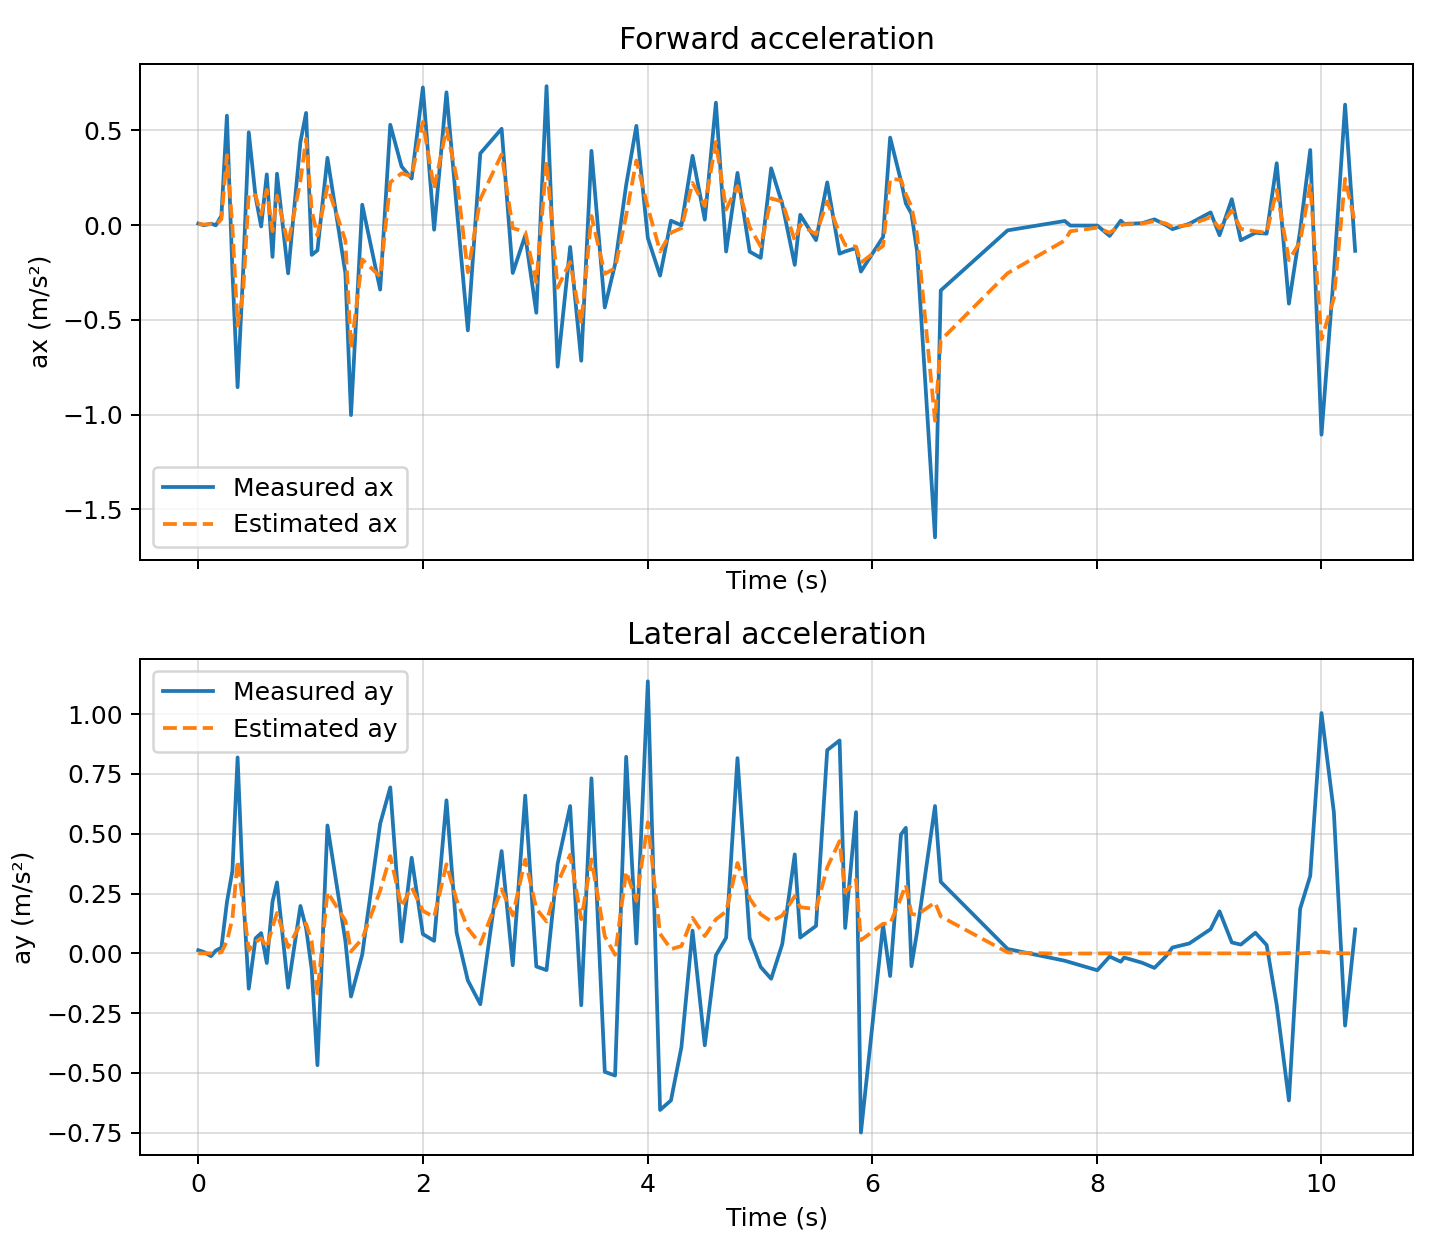 Forward acceleration
0.5
0.0
−0.5
−1.0
−1.5
ax (m/s²)
Measured ax
Estimated ax
Time (s)
Lateral acceleration
1.00
0.75
0.50
0.25
0.00
−0.25
−0.50
−0.75
ay (m/s²)
Measured ay
Estimated ay
0 2 4 6 8 10
Time (s)